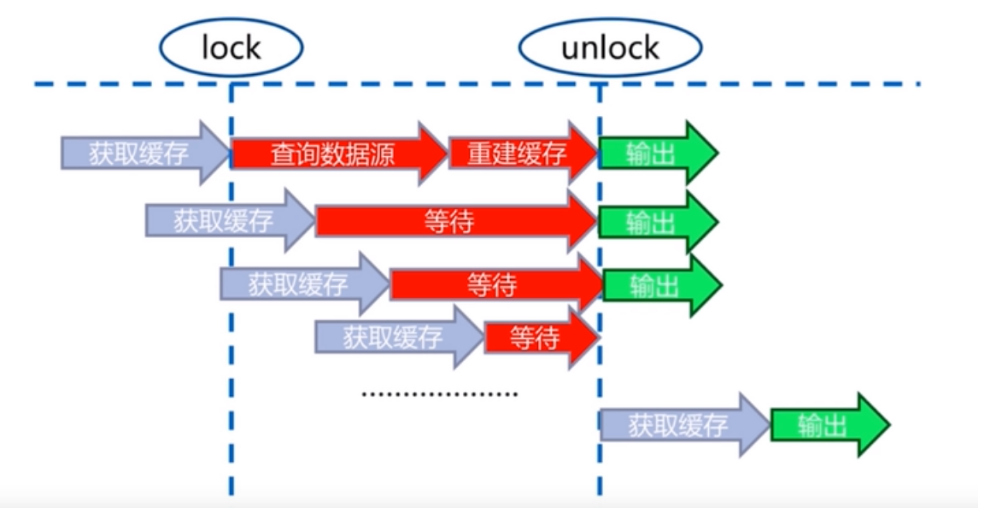 lock
unlock
获取缓存
查询数据源
重建缓存
输出
获取缓存
等待
输出
获取缓存
等待
输出
获取缓存
等待
...................
获取缓存
输出